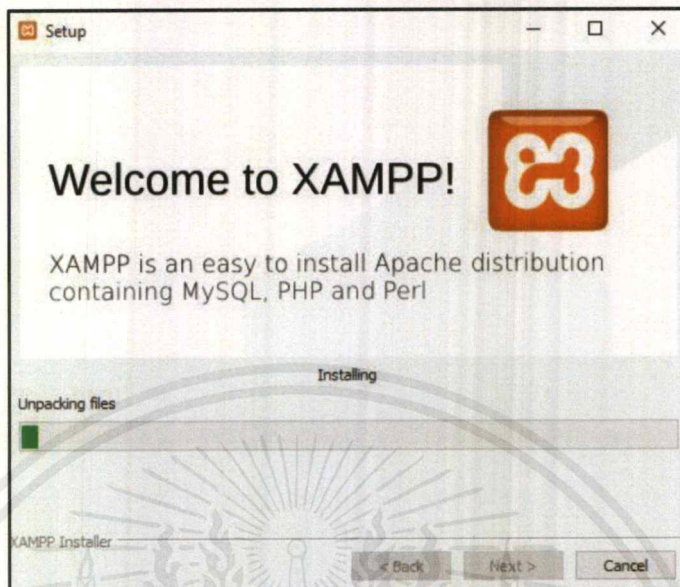 Setup
Welcome to XAMPP!
XAMPP is an easy to install Apache distribution
containing MySQL, PHP and Perl
Installing
Unpacking files
XAMPP Installer
< Back
Next >
Cancel